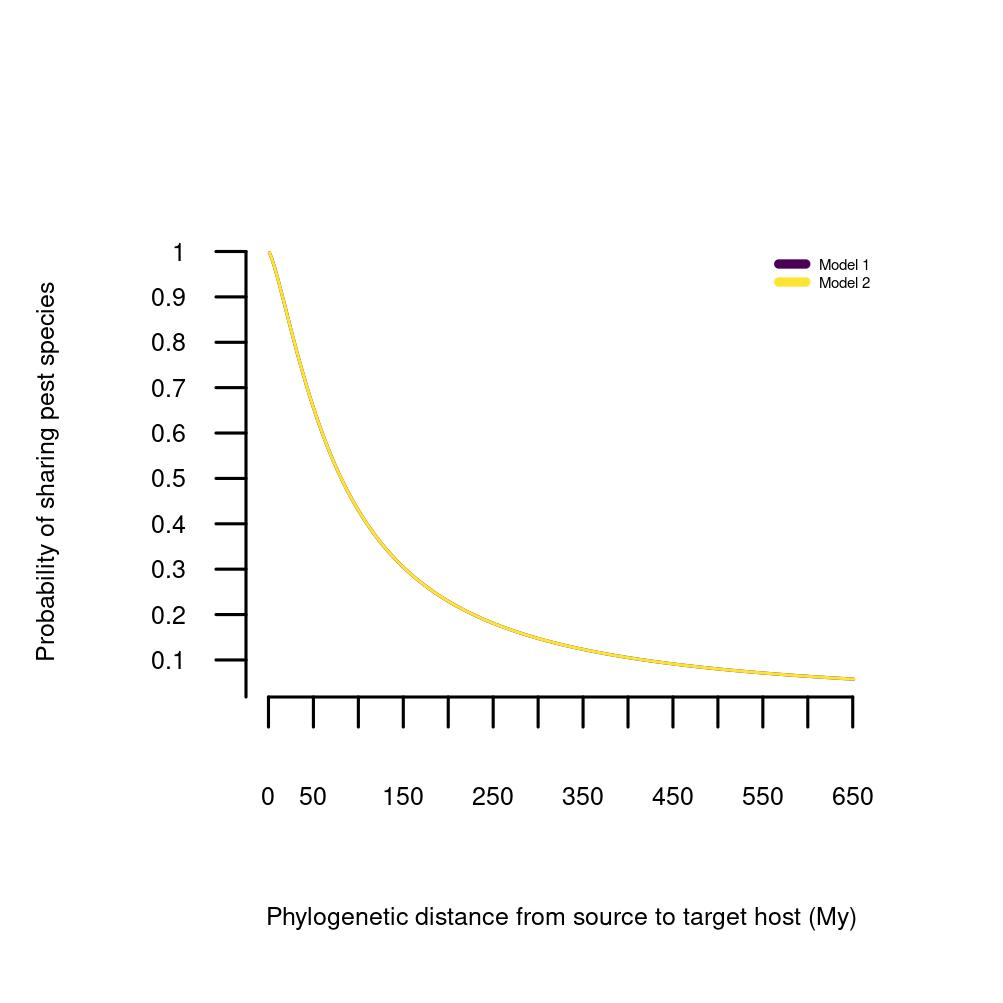 Probability of sharing pest species
1
0.9
0.8
0.7
0.6
0.5
0.4
0.3
0.2
0.1
Model 1
Model 2
0 50 150 250 350 450 550 650
Phylogenetic distance from source to target host (My)